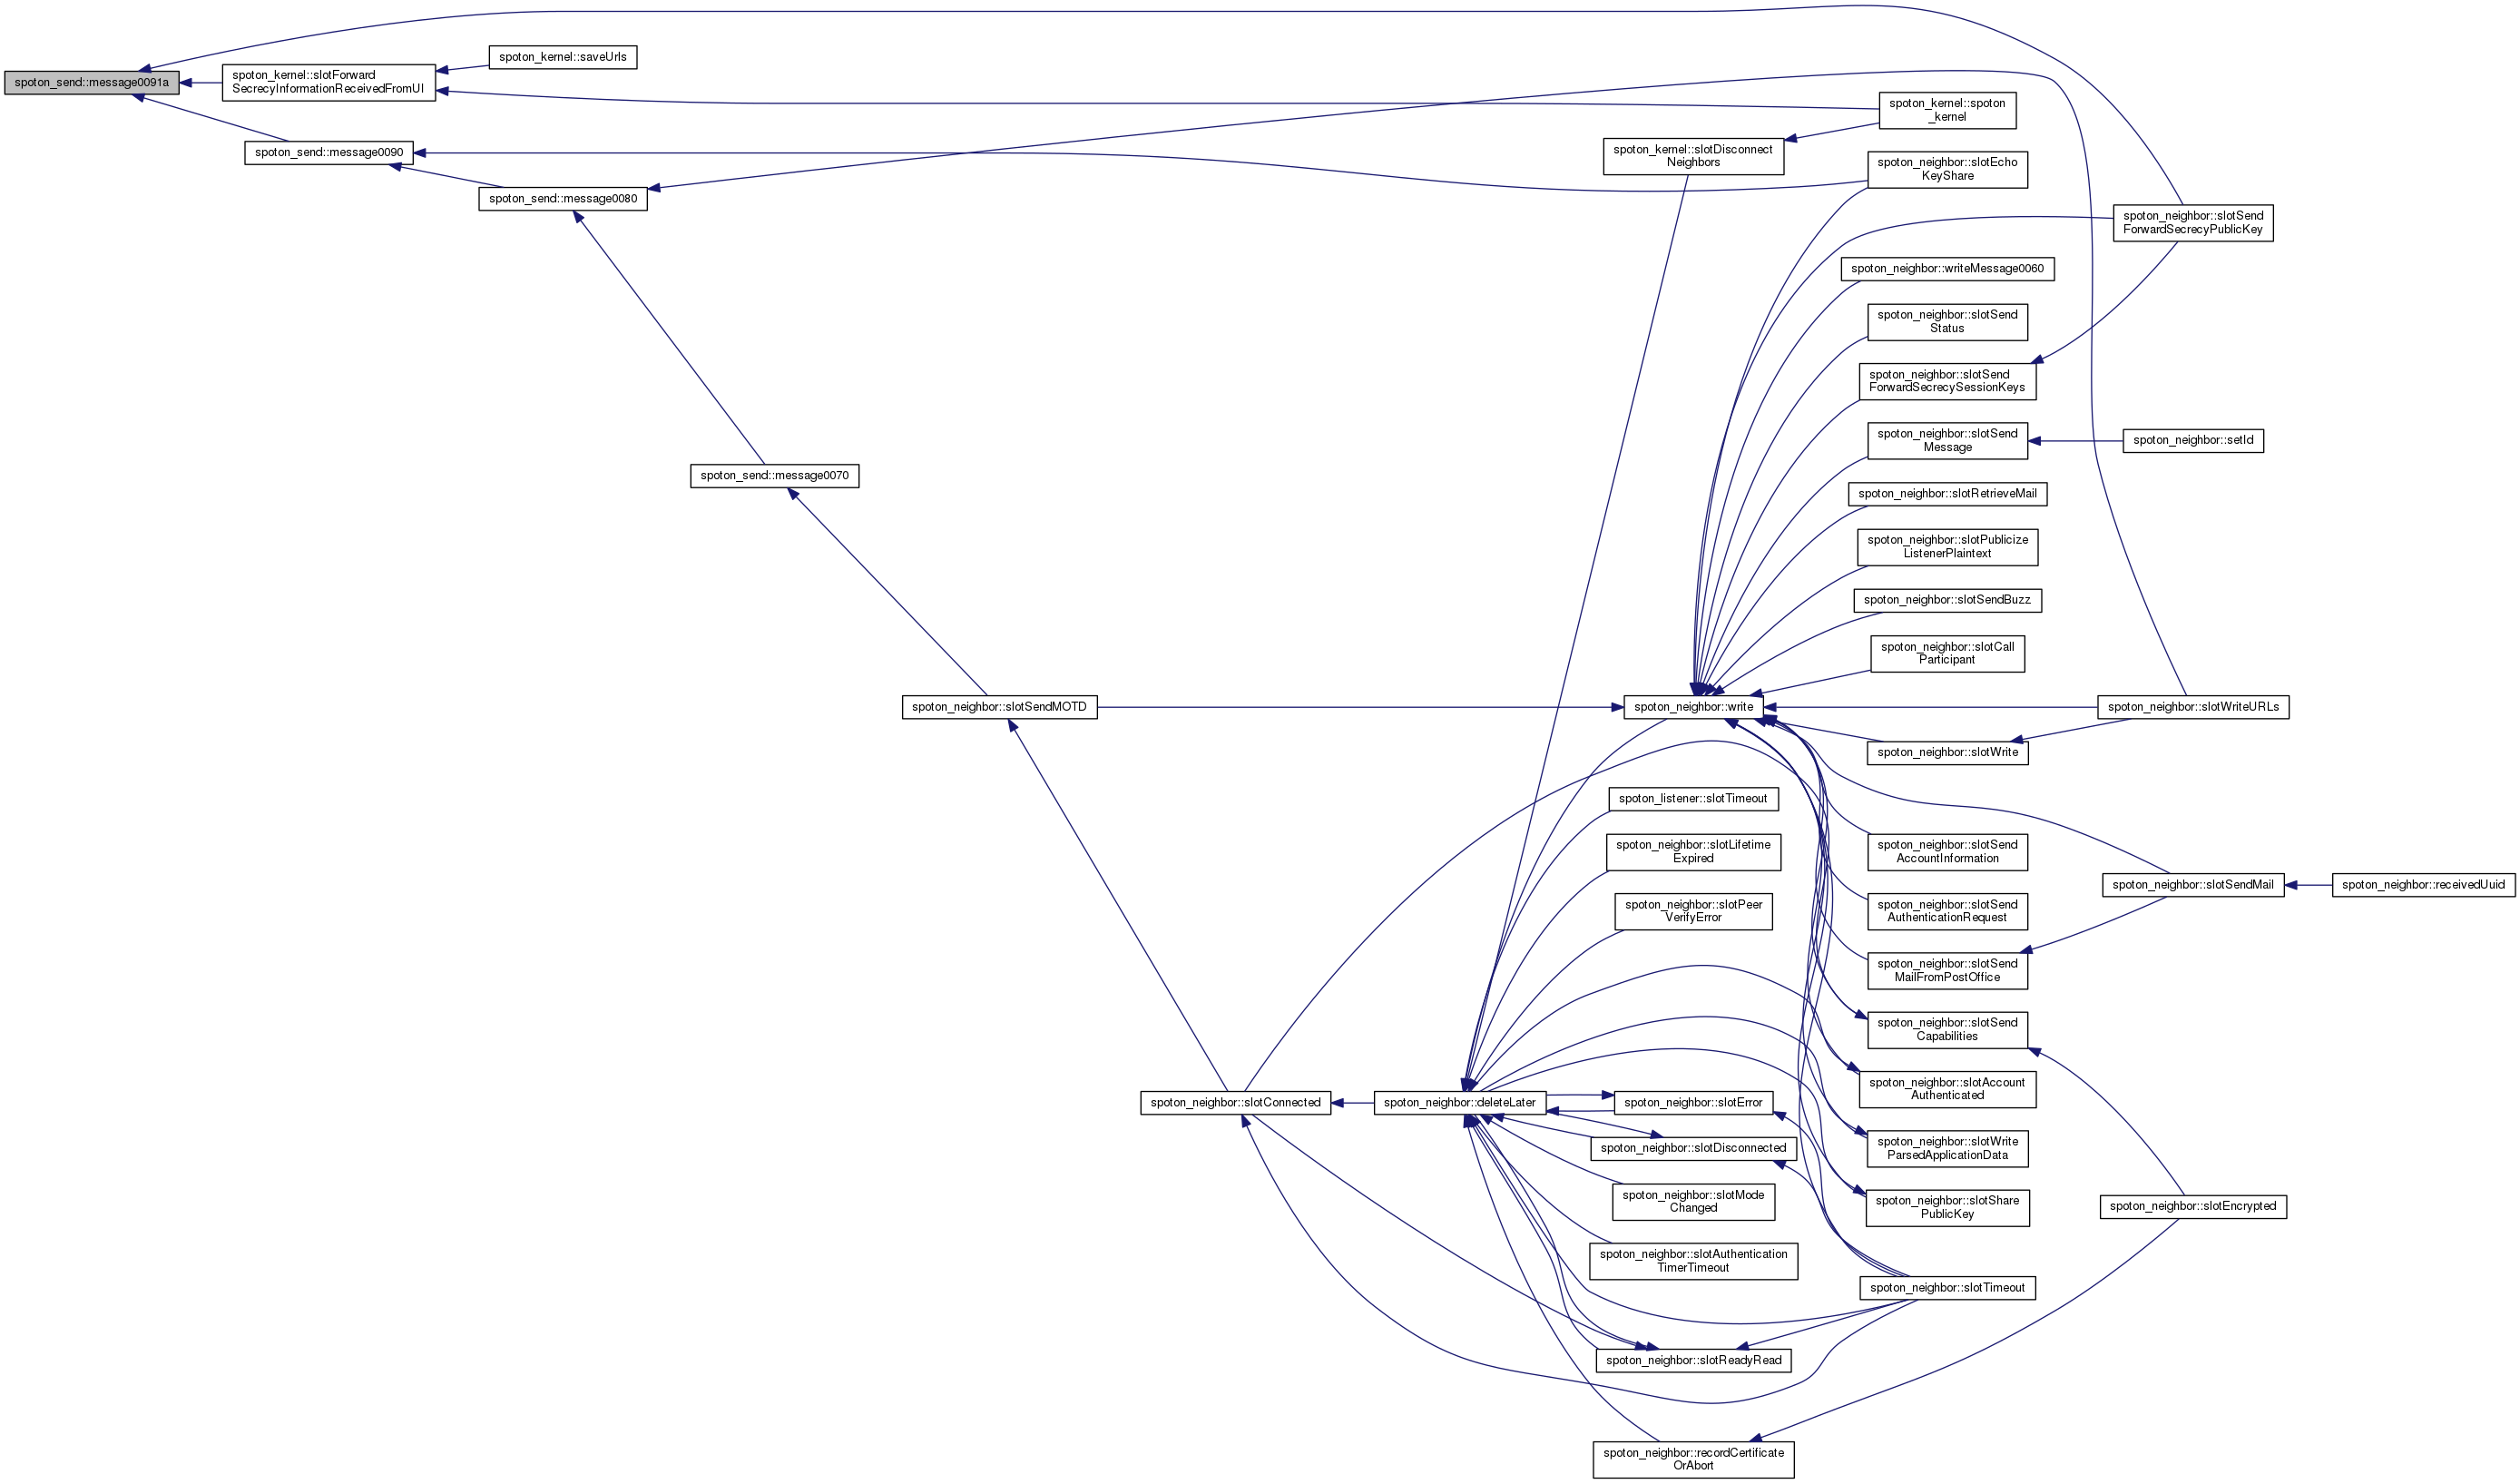 spoton_send::message0091a
spoton_kernel::slotForward
SecrecyInformationReceivedFromUI
spoton_kernel::saveUrls
spoton_send::message0090
spoton_send::message0080
spoton_send::message0070
spoton_neighbor::slotSendMOTD
spoton_neighbor::slotConnected
spoton_neighbor::deleteLater
spoton_kernel::slotDisconnect
Neighbors
spoton_neighbor::write
spoton_listener::slotTimeout
spoton_neighbor::slotLifetime
Expired
spoton_neighbor::slotPeer
VerifyError
spoton_neighbor::slotError
spoton_neighbor::slotDisconnected
spoton_neighbor::slotMode
Changed
spoton_neighbor::slotAuthentication
TimerTimeout
spoton_neighbor::slotReadyRead
spoton_neighbor::recordCertificate
OrAbort
spoton_kernel::spoton
_kernel
spoton_neighbor::slotEcho
KeyShare
spoton_neighbor::writeMessage0060
spoton_neighbor::slotSend
Status
spoton_neighbor::slotSend
ForwardSecrecySessionKeys
spoton_neighbor::slotSend
Message
spoton_neighbor::slotRetrieveMail
spoton_neighbor::slotPublicize
ListenerPlaintext
spoton_neighbor::slotSendBuzz
spoton_neighbor::slotCall
Participant
spoton_neighbor::slotWrite
spoton_neighbor::slotSend
AccountInformation
spoton_neighbor::slotSend
AuthenticationRequest
spoton_neighbor::slotSend
MailFromPostOffice
spoton_neighbor::slotSend
Capabilities
spoton_neighbor::slotAccount
Authenticated
spoton_neighbor::slotWrite
ParsedApplicationData
spoton_neighbor::slotShare
PublicKey
spoton_neighbor::slotTimeout
spoton_neighbor::slotSend
ForwardSecrecyPublicKey
spoton_neighbor::setId
spoton_neighbor::slotWriteURLs
spoton_neighbor::slotSendMail
spoton_neighbor::slotEncrypted
spoton_neighbor::receivedUuid